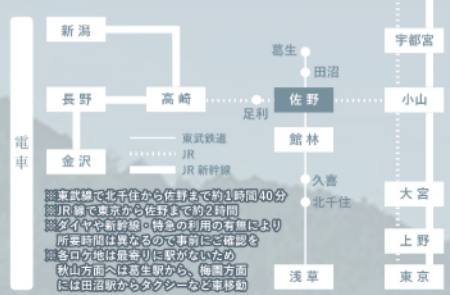 新潟
宇都宮
葛生
田沼
長野
高崎
足利
佐野
小山
電車
館林
東武鉄道
JR
JR新幹線
金沢
久喜
北千住
大宮
上野
浅草
東京
※東武線で北千住から佐野まで約1時間40分
※JR線で東京から佐野まで約2時間
※ダイヤや新幹線・特急の利用の有無により
所要時間は異なるので事前にご確認を
※各ロケ地は最寄りに駅がないため
秋山方面へは葛生駅から、梅園方面
には田沼駅からタクシーなど車移動